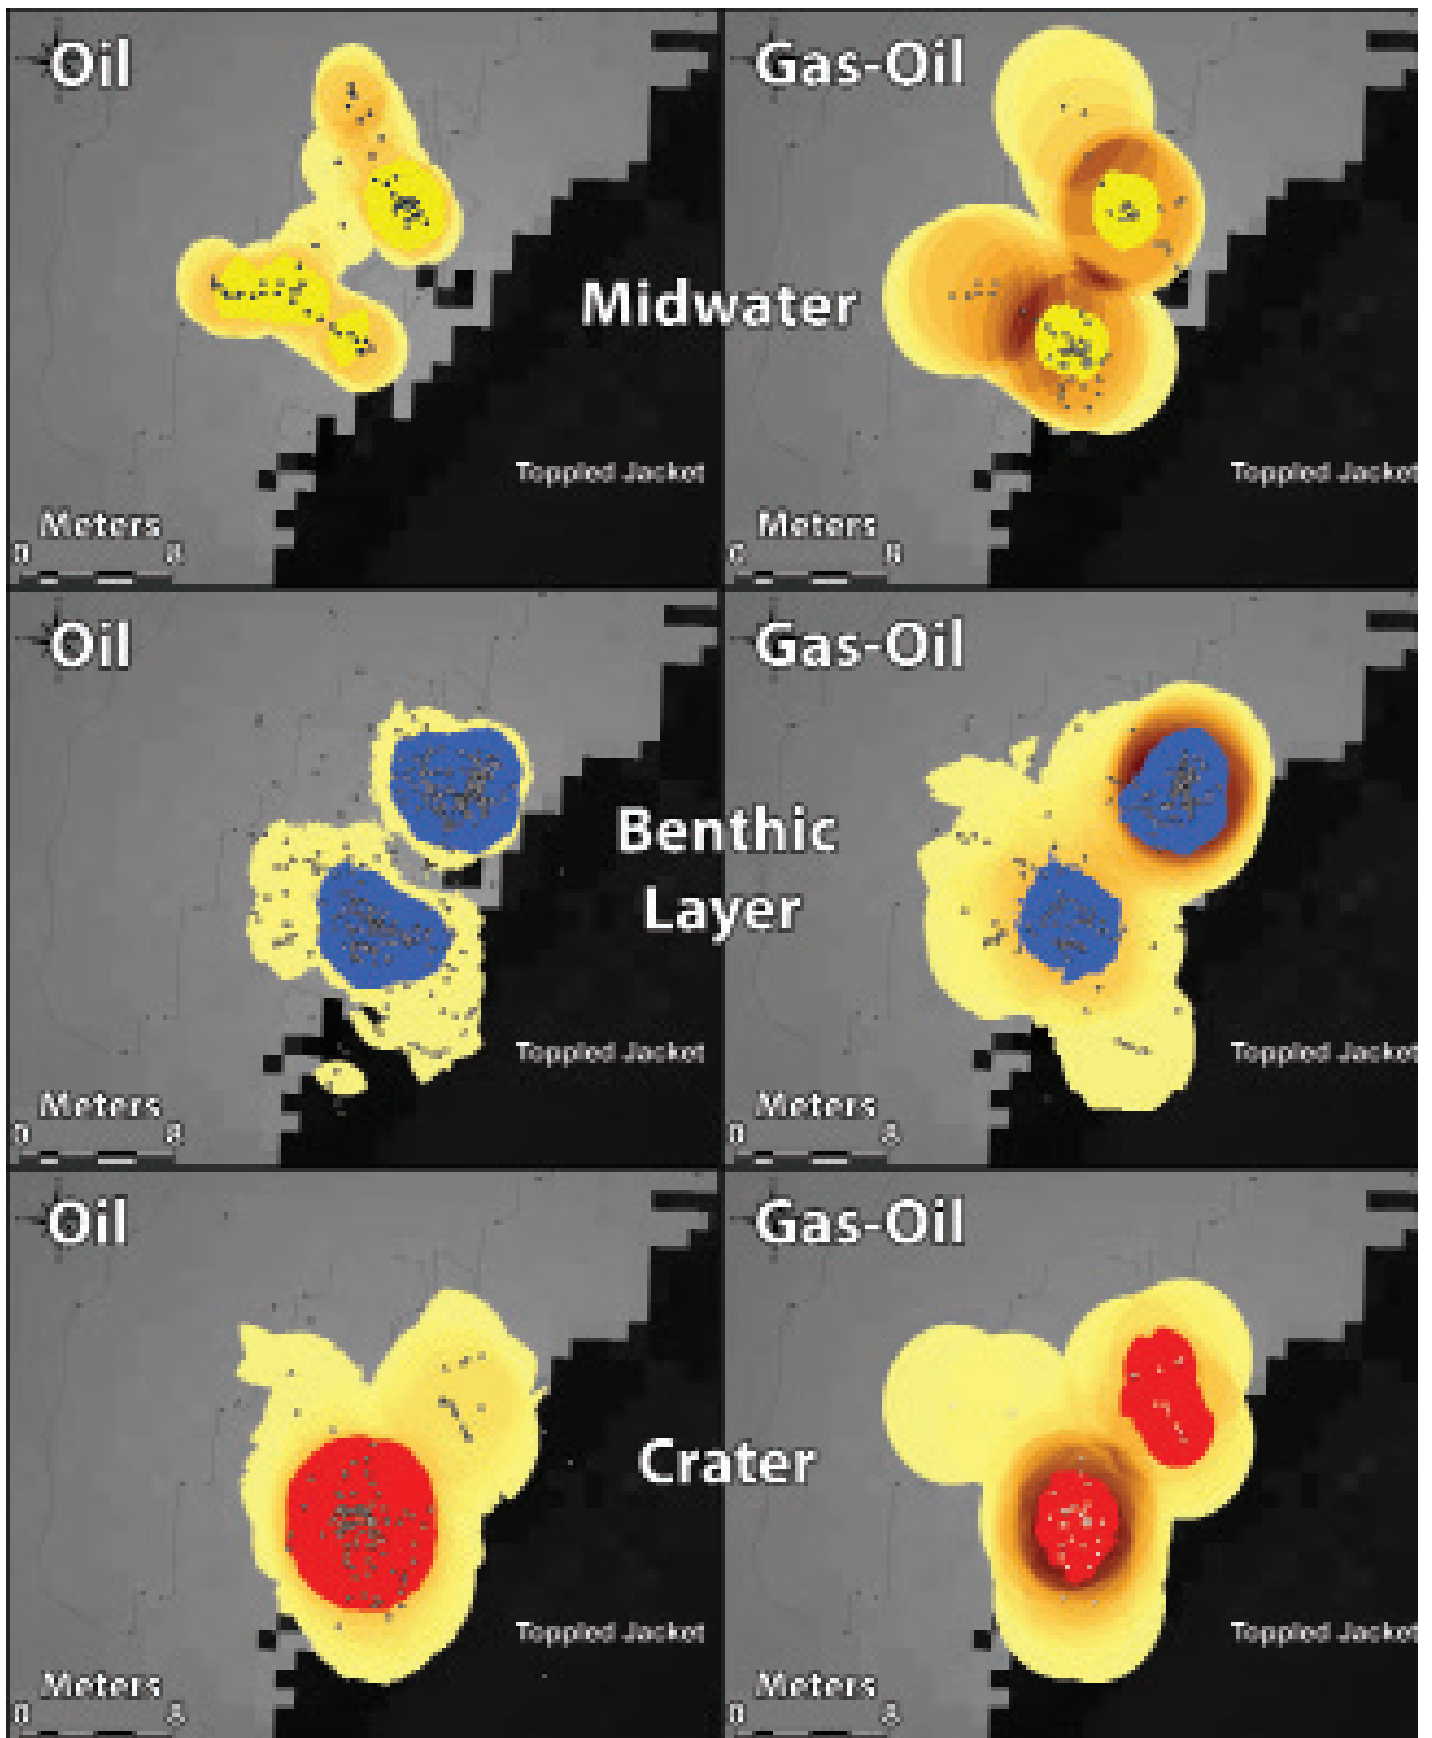 Oil
Gas-Oil
Midwater
Toppled Jacket
Toppled Jacket
Meters
Meters
0 8
0 8
Oil
Gas-Oil
Benthic
Layer
Toppled Jacket
Toppled Jacket
Meters
Meters
0 8
0 8
Oil
Gas-Oil
Crater
Toppled Jacket
Toppled Jacket
Meters
Meters
0 8
0 8